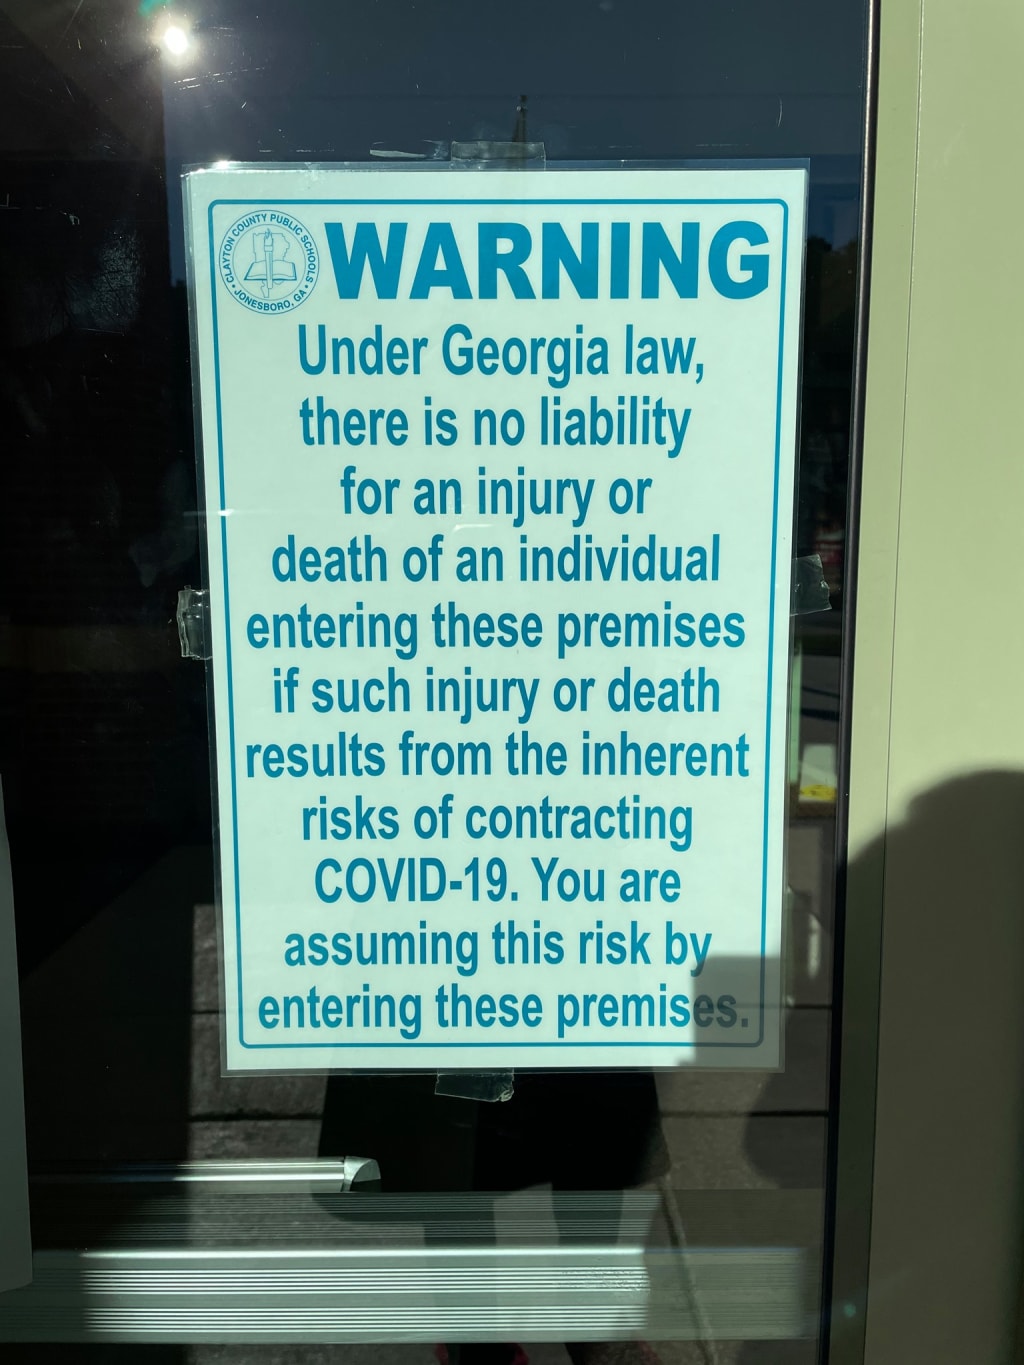 CLAYTON COUNTY PUBLIC SCHOOLS
JONESBORO, GA
WARNING
Under Georgia law,
there is no liability
for an injury or
death of an individual
entering these premises
if such injury or death
results from the inherent
risks of contracting
COVID-19. You are
assuming this risk by
entering these premises.